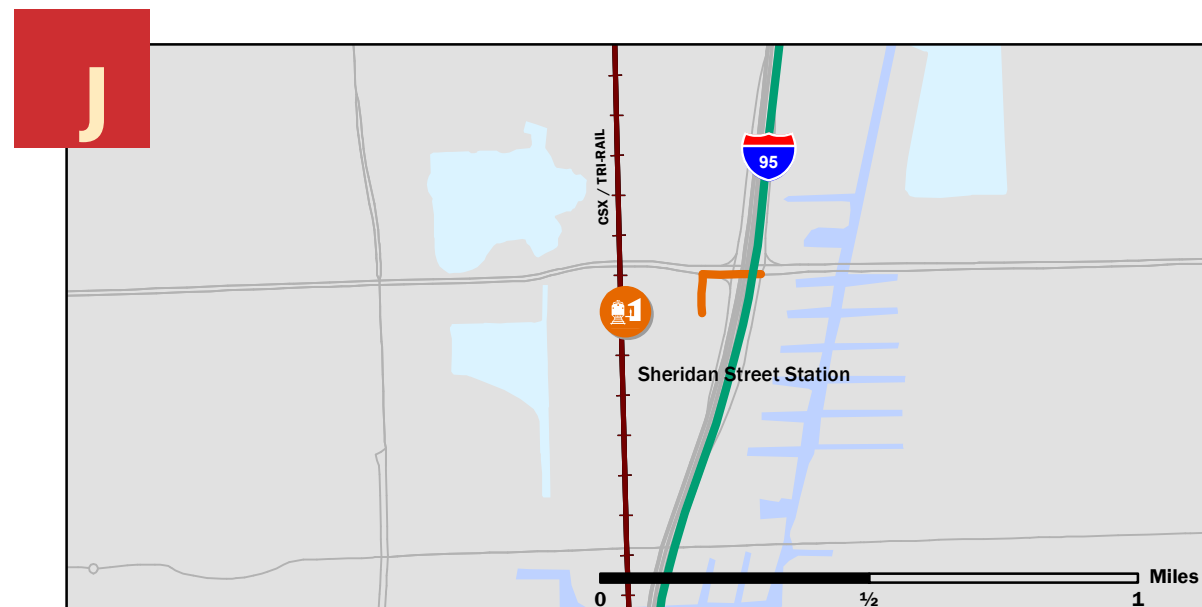 J
CSX / TRI-RAIL
95
Sheridan Street Station
Miles
0 ½ 1